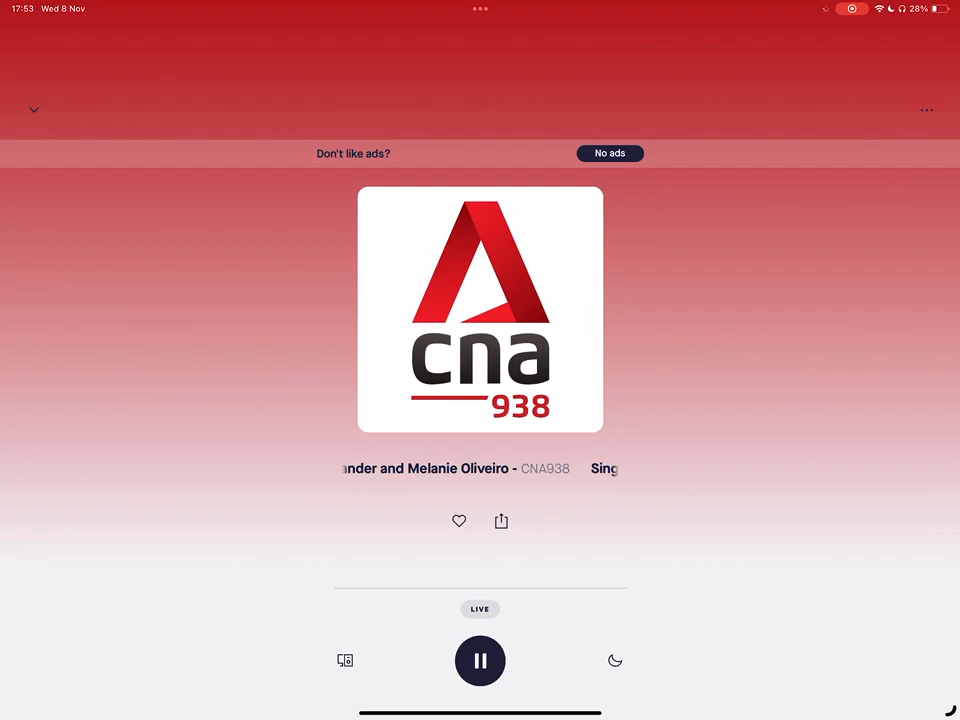 17:53 Wed 8 Nov
28%
Don't like ads?
No ads
cna
938
ander and Melanie Oliveiro - CNA938 Sing
LIVE